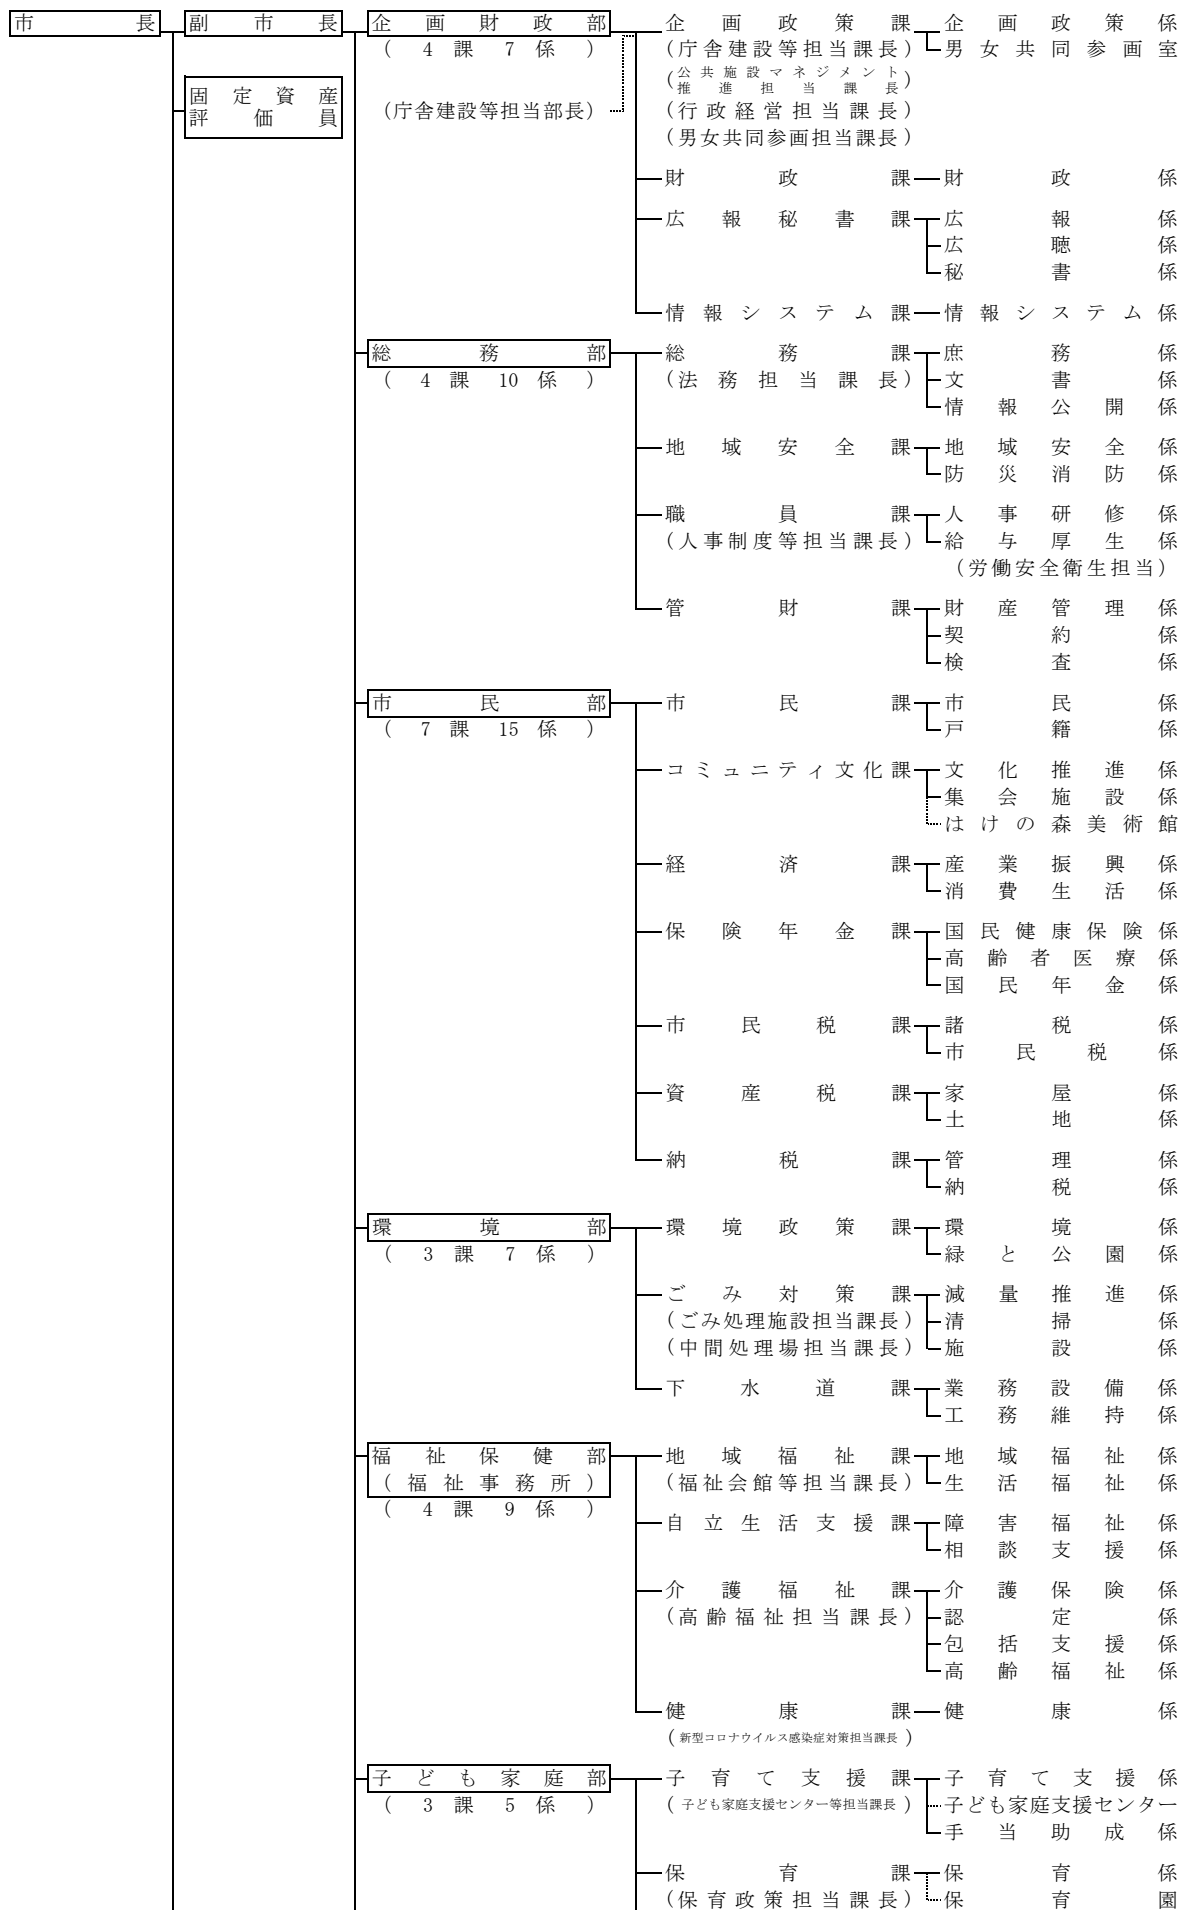 市長 副市長 企画財政部 企画政策課 企画政策係
(4課7係) (庁舎建設等担当課長) 男女共同参画室
(公共施設マネジメント
推進担当課長)
固定資産
評価員
(庁舎建設等担当部長) (行政経営担当課長)
(男女共同参画担当課長)
財政課 財政係
広報秘書課 広報係
広聴係
秘書係
情報システム課 情報システム係
総務部 総務課 庶務係
(4課10係) (法務担当課長) 文書係
情報公開係
地域安全課 地域安全係
防災消防係
職員課 人事研修係
(人事制度等担当課長) 給与厚生係
(労働安全衛生担当)
管財課 財産管理係
契約係
検査係
市民部 市民課 市民係
(7課15係) 戸籍係
コミュニティ文化課 文化推進係
集会施設係
はけの森美術館
経済課 産業振興係
消費生活係
保険年金課 国民健康保険係
高齢者医療係
国民年金係
市民税課 諸税係
市民税係
資産税課 家屋係
土地係
納税課 管理係
納税係
環境部 環境政策課 環境係
(3課7係) 緑と公園係
ごみ対策課 減量推進係
(ごみ処理施設担当課長) 清掃係
(中間処理場担当課長) 施設係
下水道課 業務設備係
工務維持係
福祉保健部 地域福祉課 地域福祉係
(福祉事務所) (福祉会館等担当課長) 生活福祉係
(4課9係)
自立生活支援課 障害福祉係
相談支援係
介護福祉課 介護保険係
(高齢福祉担当課長) 認定係
包括支援係
高齢福祉係
健康課 健康係
(新型コロナウイルス感染症対策担当課長)
子ども家庭部 子育て支援課 子育て支援係
(3課5係) (子ども家庭支援センター等担当課長) 子ども家庭支援センター
手当助成係
保育課 保育係
(保育政策担当課長) 保育園